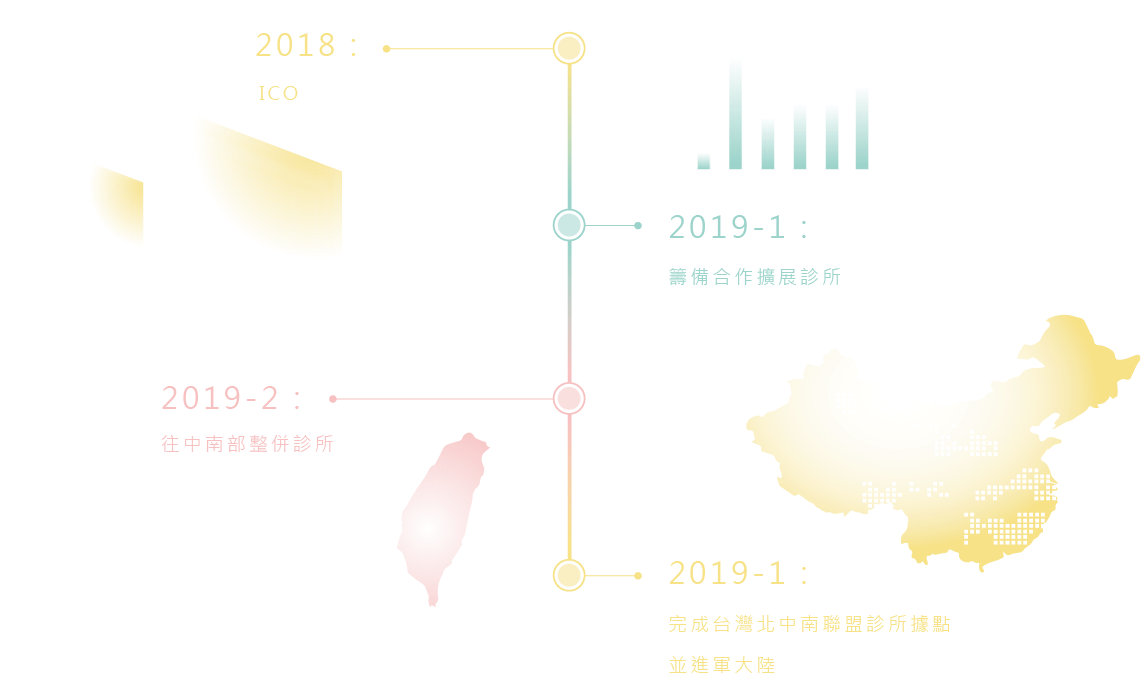 2018 :
ICO
2019-1 :
籌備合作擴展診所
2019-2 :
往中南部整併診所
2019-1 :
完成台灣北中南聯盟診所據點
並進軍大陸